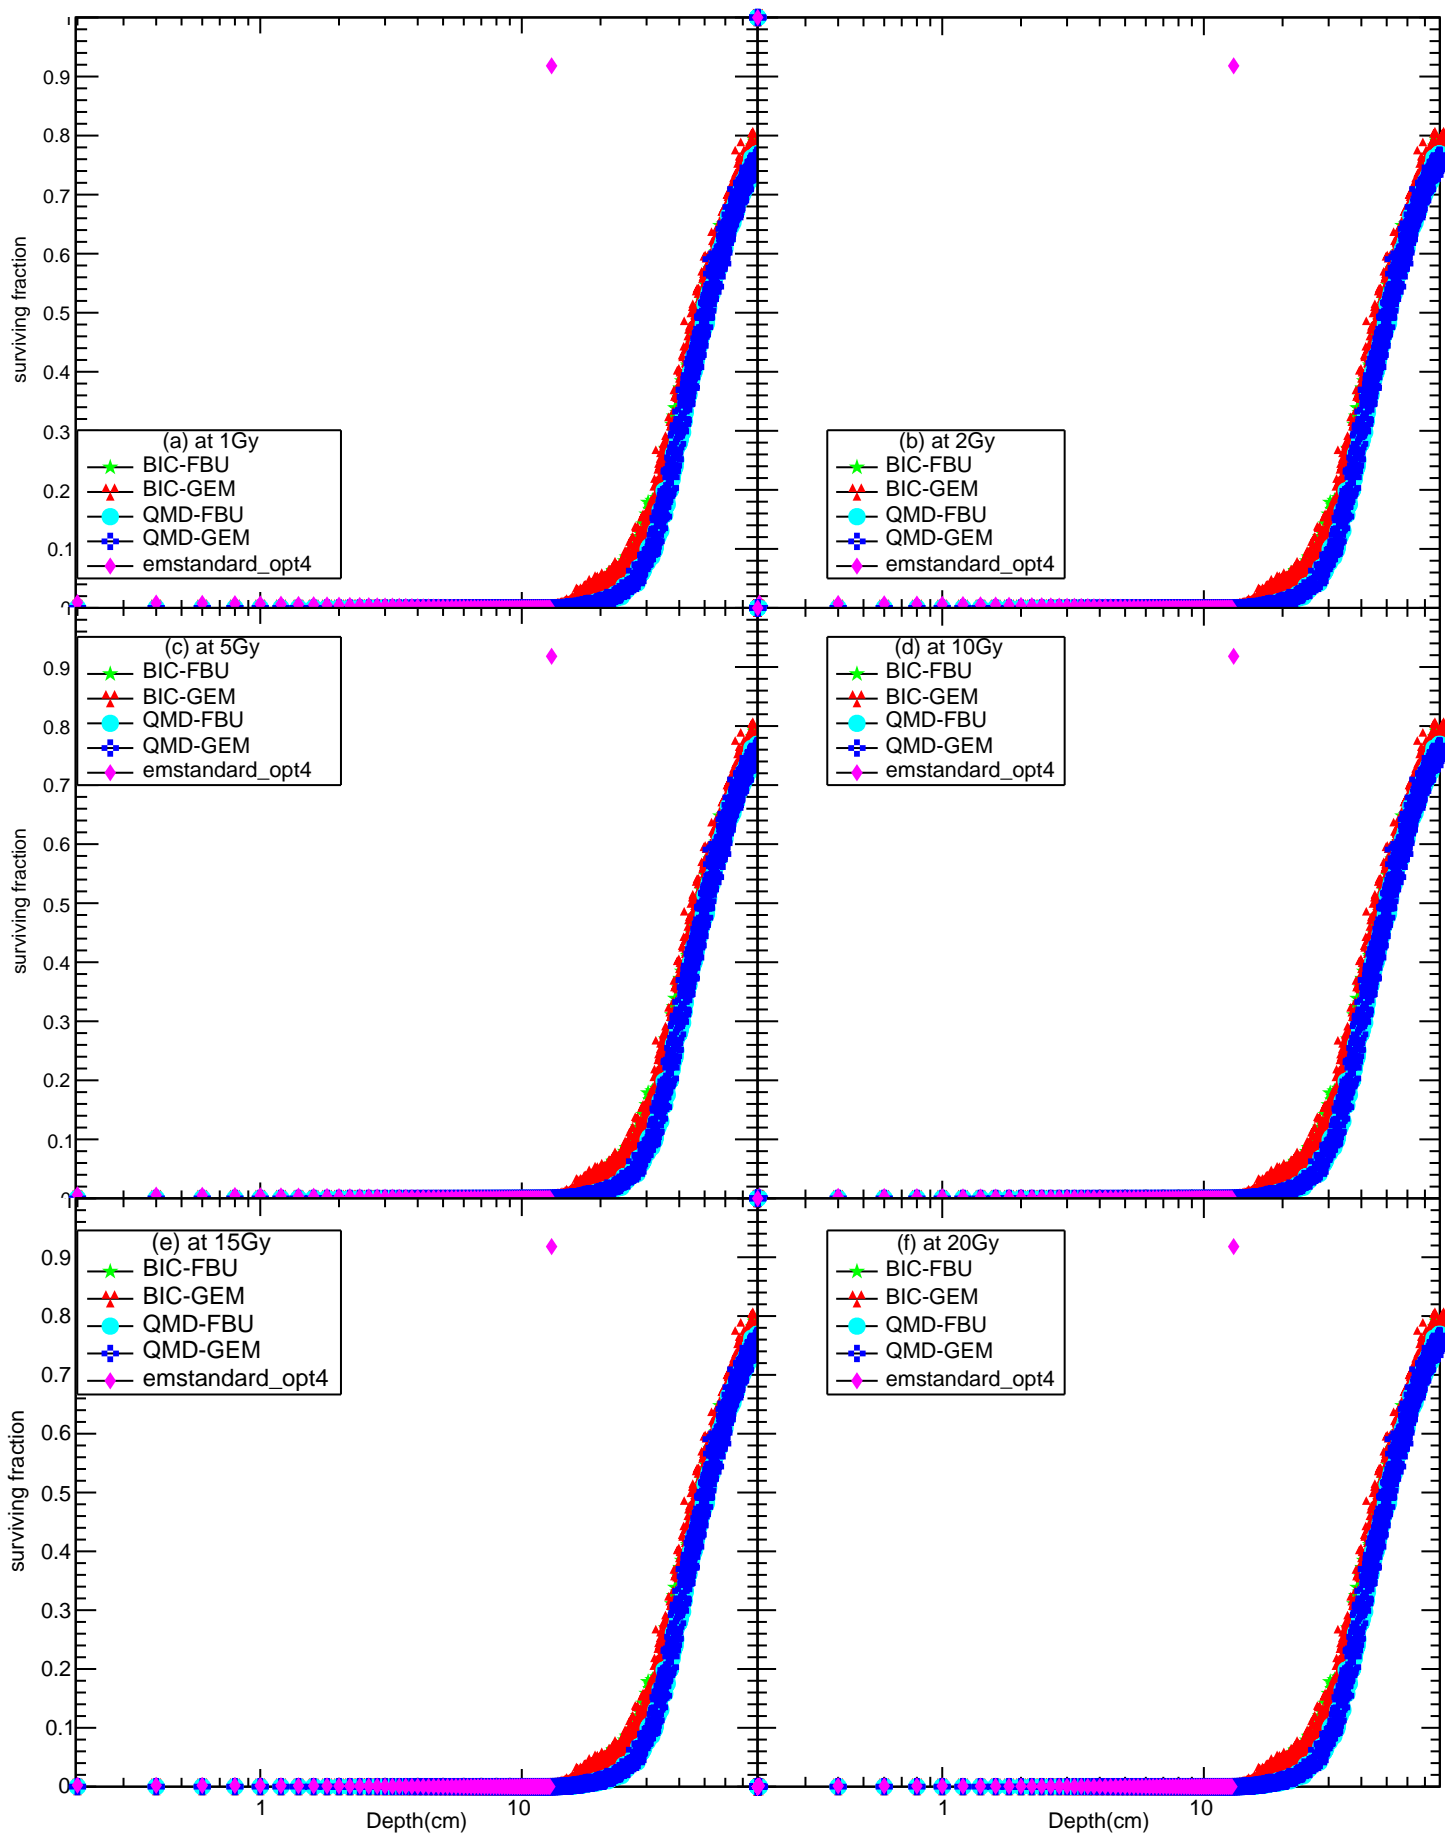 1
0.9
0.8
0.7
0.6
0.5
0.4
0.3
0.2
0.1
0
surviving fraction
(a) at 1Gy
BIC-FBU
BIC-GEM
QMD-FBU
QMD-GEM
emstandard_opt4
(b) at 2Gy
BIC-FBU
BIC-GEM
QMD-FBU
QMD-GEM
emstandard_opt4
0.9
0.8
0.7
0.6
0.5
0.4
0.3
0.2
0.1
0
surviving fraction
(c) at 5Gy
BIC-FBU
BIC-GEM
QMD-FBU
QMD-GEM
emstandard_opt4
(d) at 10Gy
BIC-FBU
BIC-GEM
QMD-FBU
QMD-GEM
emstandard_opt4
0.9
0.8
0.7
0.6
0.5
0.4
0.3
0.2
0.1
0
surviving fraction
(e) at 15Gy
BIC-FBU
BIC-GEM
QMD-FBU
QMD-GEM
emstandard_opt4
(f) at 20Gy
BIC-FBU
BIC-GEM
QMD-FBU
QMD-GEM
emstandard_opt4
1 10
Depth(cm)
1 10
Depth(cm)